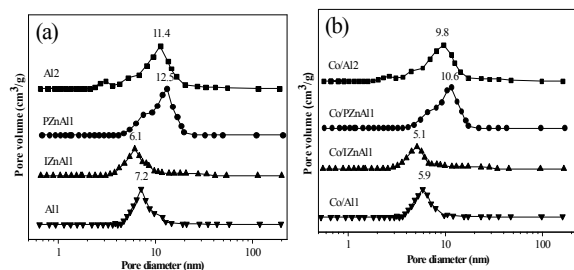 (a)
11.4
Al2
12.5
PZnAl1
6.1
IZnAl1
7.2
Al1
Pore volume (cm³/g)
1
10
100
Pore diameter (nm)
(b)
9.8
Co/Al2
10.6
Co/PZnAl1
5.1
Co/IZnAl1
5.9
Co/Al1
Pore volume (cm³/g)
1
10
100
Pore diameter (nm)